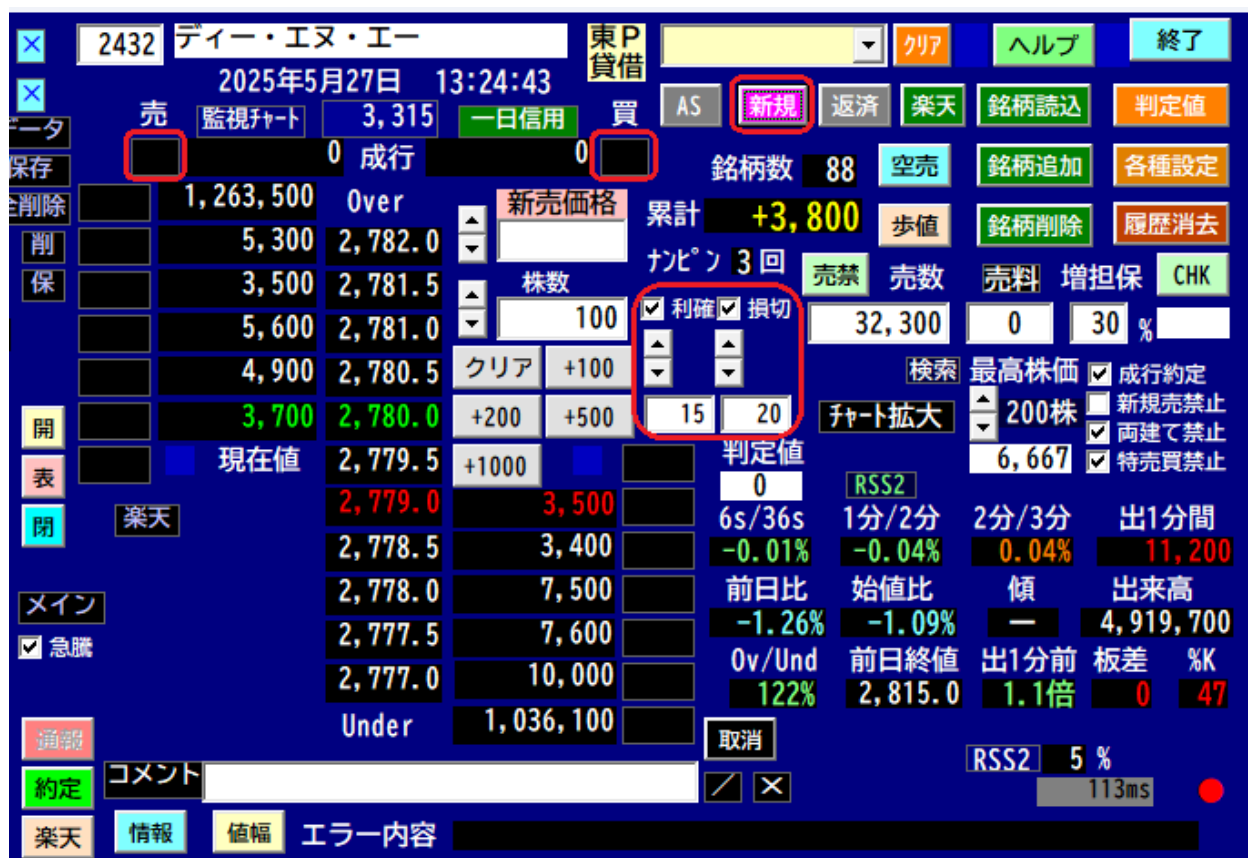 × 2432 ディー・エヌ・エー 東P 貸借 クリア ヘルプ 終了
2025年5月27日 13:24:43
× 売 監視チャート 3,315 一日信用 買 AS 新規 返済 楽天 銘柄読込 判定値
ータ
0 成行 0 銘柄数 88 空売 銘柄追加 各種設定
保存
1,263,500 Over 新売価格 累計 +3,800 歩値 銘柄削除 履歴消去
全削除
削 5,300 2,782.0
ナンピン 3回 売禁 売数 売料 増担保 CHK
保 3,500 2,781.5 株数
100 利確 損切 32,300 0 30 %
5,600 2,781.0
4,900 2,780.5 クリア +100 検索 最高株価 成行約定
開 3,700 2,780.0 +200 +500 15 20 チャート拡大 200株 新規売禁止
両建て禁止
表 現在値 2,779.5 +1000 判定値 6,667 特売買禁止
0 RSS2
閉 楽天 2,779.0 3,500 6s/36s 1分/2分 2分/3分 出1分間
2,778.5 3,400 -0.01% -0.04% 0.04% 11,200
メイン 2,778.0 7,500 前日比 始値比 傾 出来高
急騰 2,777.5 7,600 -1.26% -1.09% ― 4,919,700
2,777.0 10,000 Ov/Und 前日終値 出1分前 板差 %K
122% 2,815.0 1.1倍 0 47
Under 1,036,100
通報 取消
RSS2 5 %
約定 コメント ／ × 113ms
楽天 情報 値幅 エラー内容